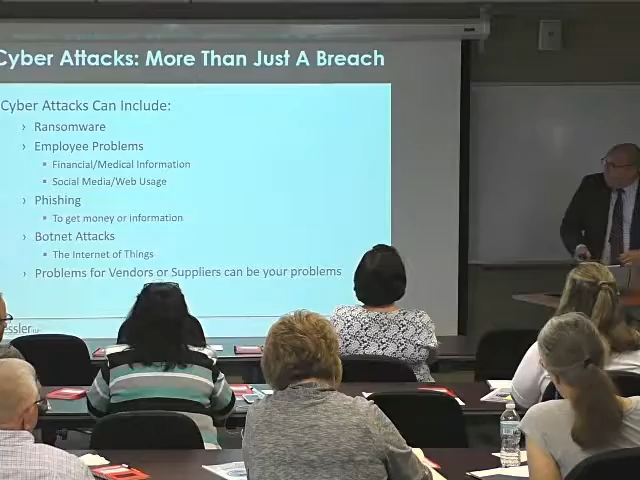 Cyber Attacks: More Than Just A Breach
Cyber Attacks Can Include:
› Ransomware
› Employee Problems
▪ Financial/Medical Information
▪ Social Media/Web Usage
› Phishing
▪ To get money or information
› Botnet Attacks
▪ The Internet of Things
› Problems for Vendors or Suppliers can be your problems
essler